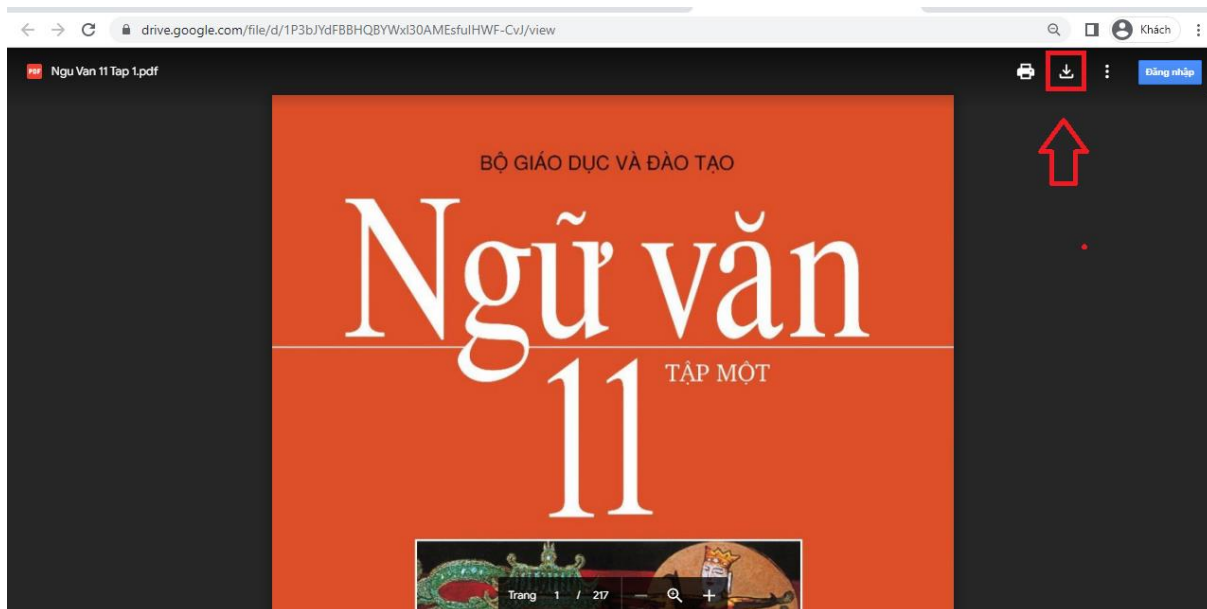 drive.google.com/file/d/1P3bJYdFBBHQBYWxI30AMEsfulHWF-CvJ/view
Khách
PDF Ngu Van 11 Tap 1.pdf
Đăng nhập
BỘ GIÁO DỤC VÀ ĐÀO TẠO
Ngữ văn
11
TẬP MỘT
Trang 1 / 217